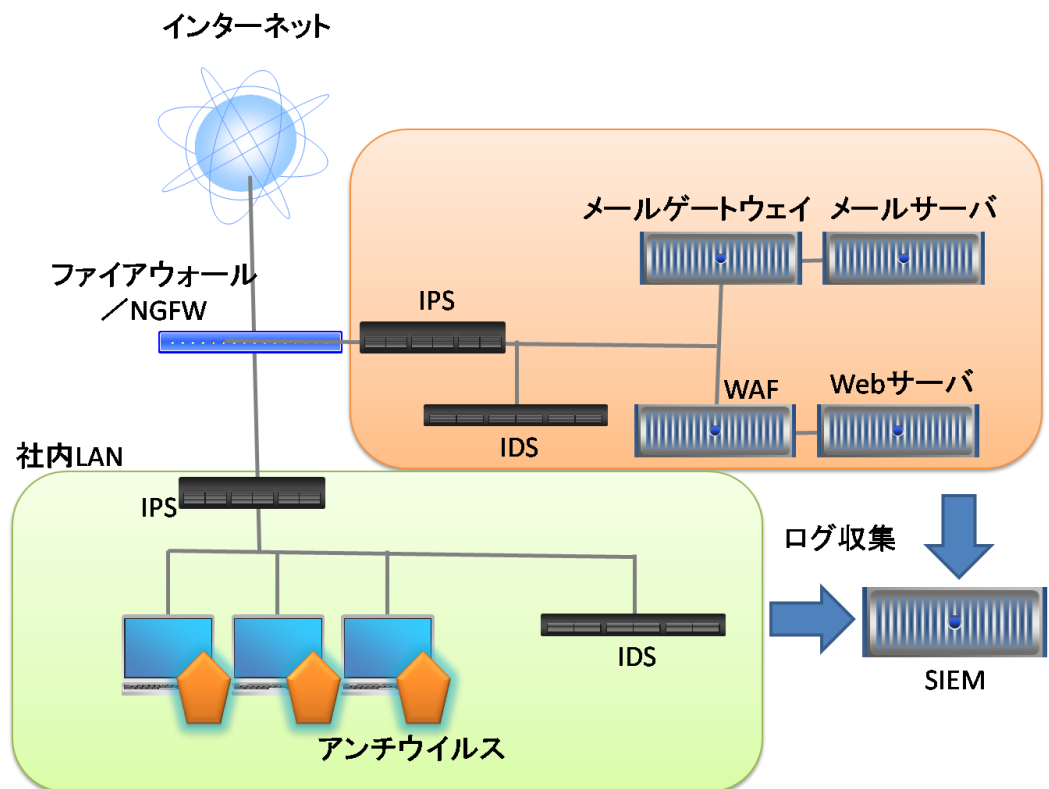 インターネット
メールゲートウェイ
メールサーバ
ファイアウォール
／NGFW
IPS
WAF
Webサーバ
IDS
社内LAN
IPS
ログ収集
IDS
SIEM
アンチウイルス